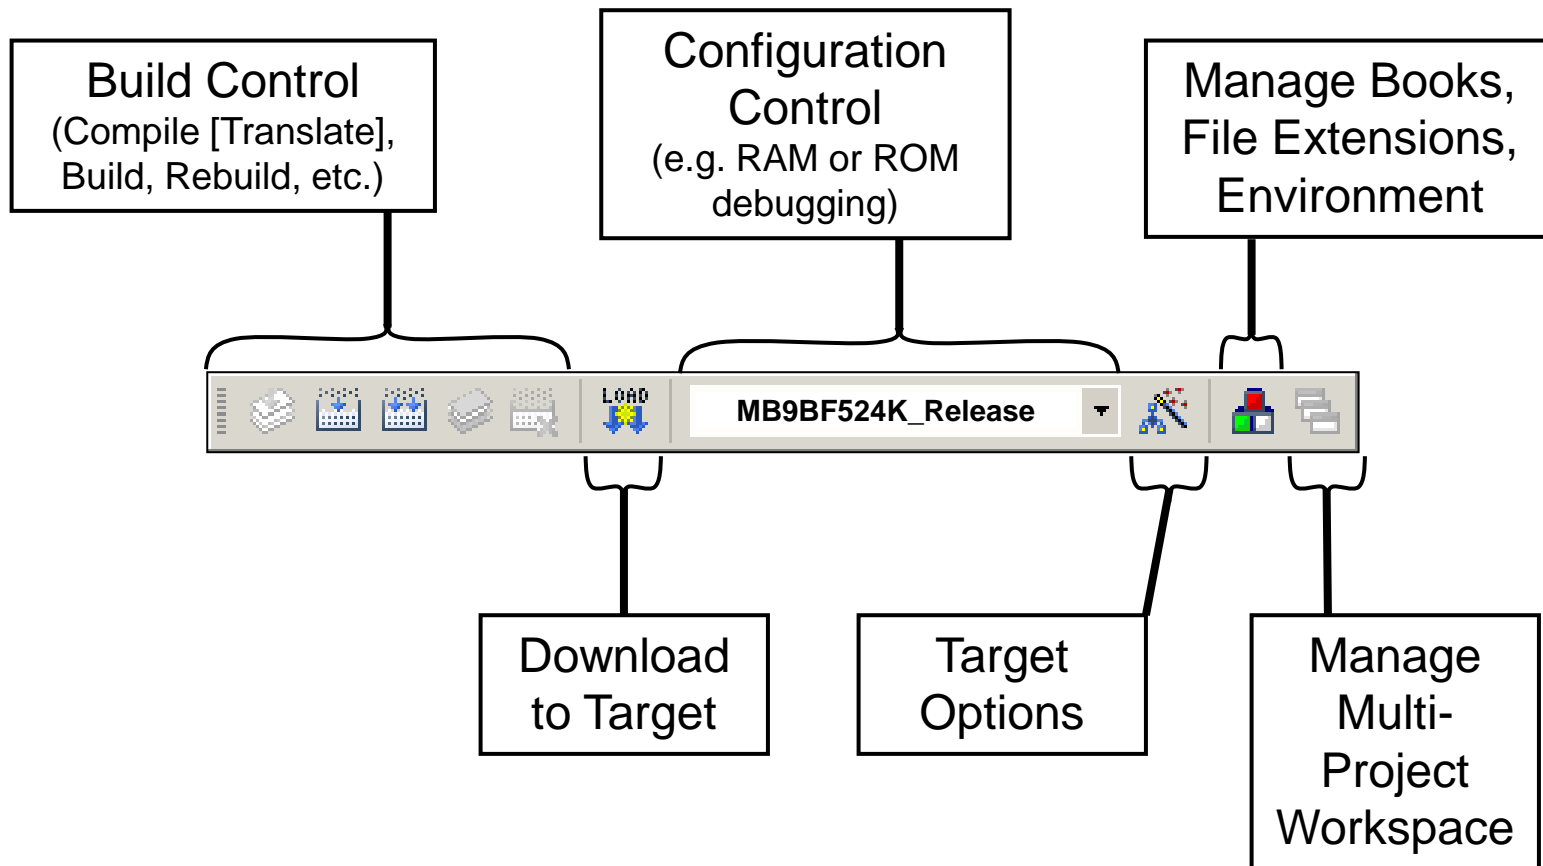 Build Control
(Compile [Translate],
Build, Rebuild, etc.)
Configuration
Control
(e.g. RAM or ROM
debugging)
Manage Books,
File Extensions,
Environment
LOAD
MB9BF524K_Release
Download
to Target
Target
Options
Manage
Multi-
Project
Workspace